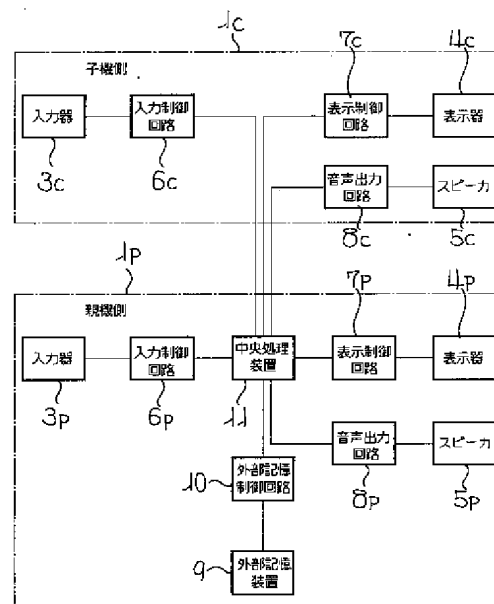 1c
7c
4c
子機側
入力器
入力制御
回路
表示制御
回路
表示器
3c
6c
音声出力
回路
スピーカ
8c
5c
1p
7p
4p
親機側
入力器
入力制御
回路
中央処理
装置
表示制御
回路
表示器
3p
6p
11
音声出力
回路
スピーカ
8p
5p
10
外部記憶
制御回路
9
外部記憶
装置